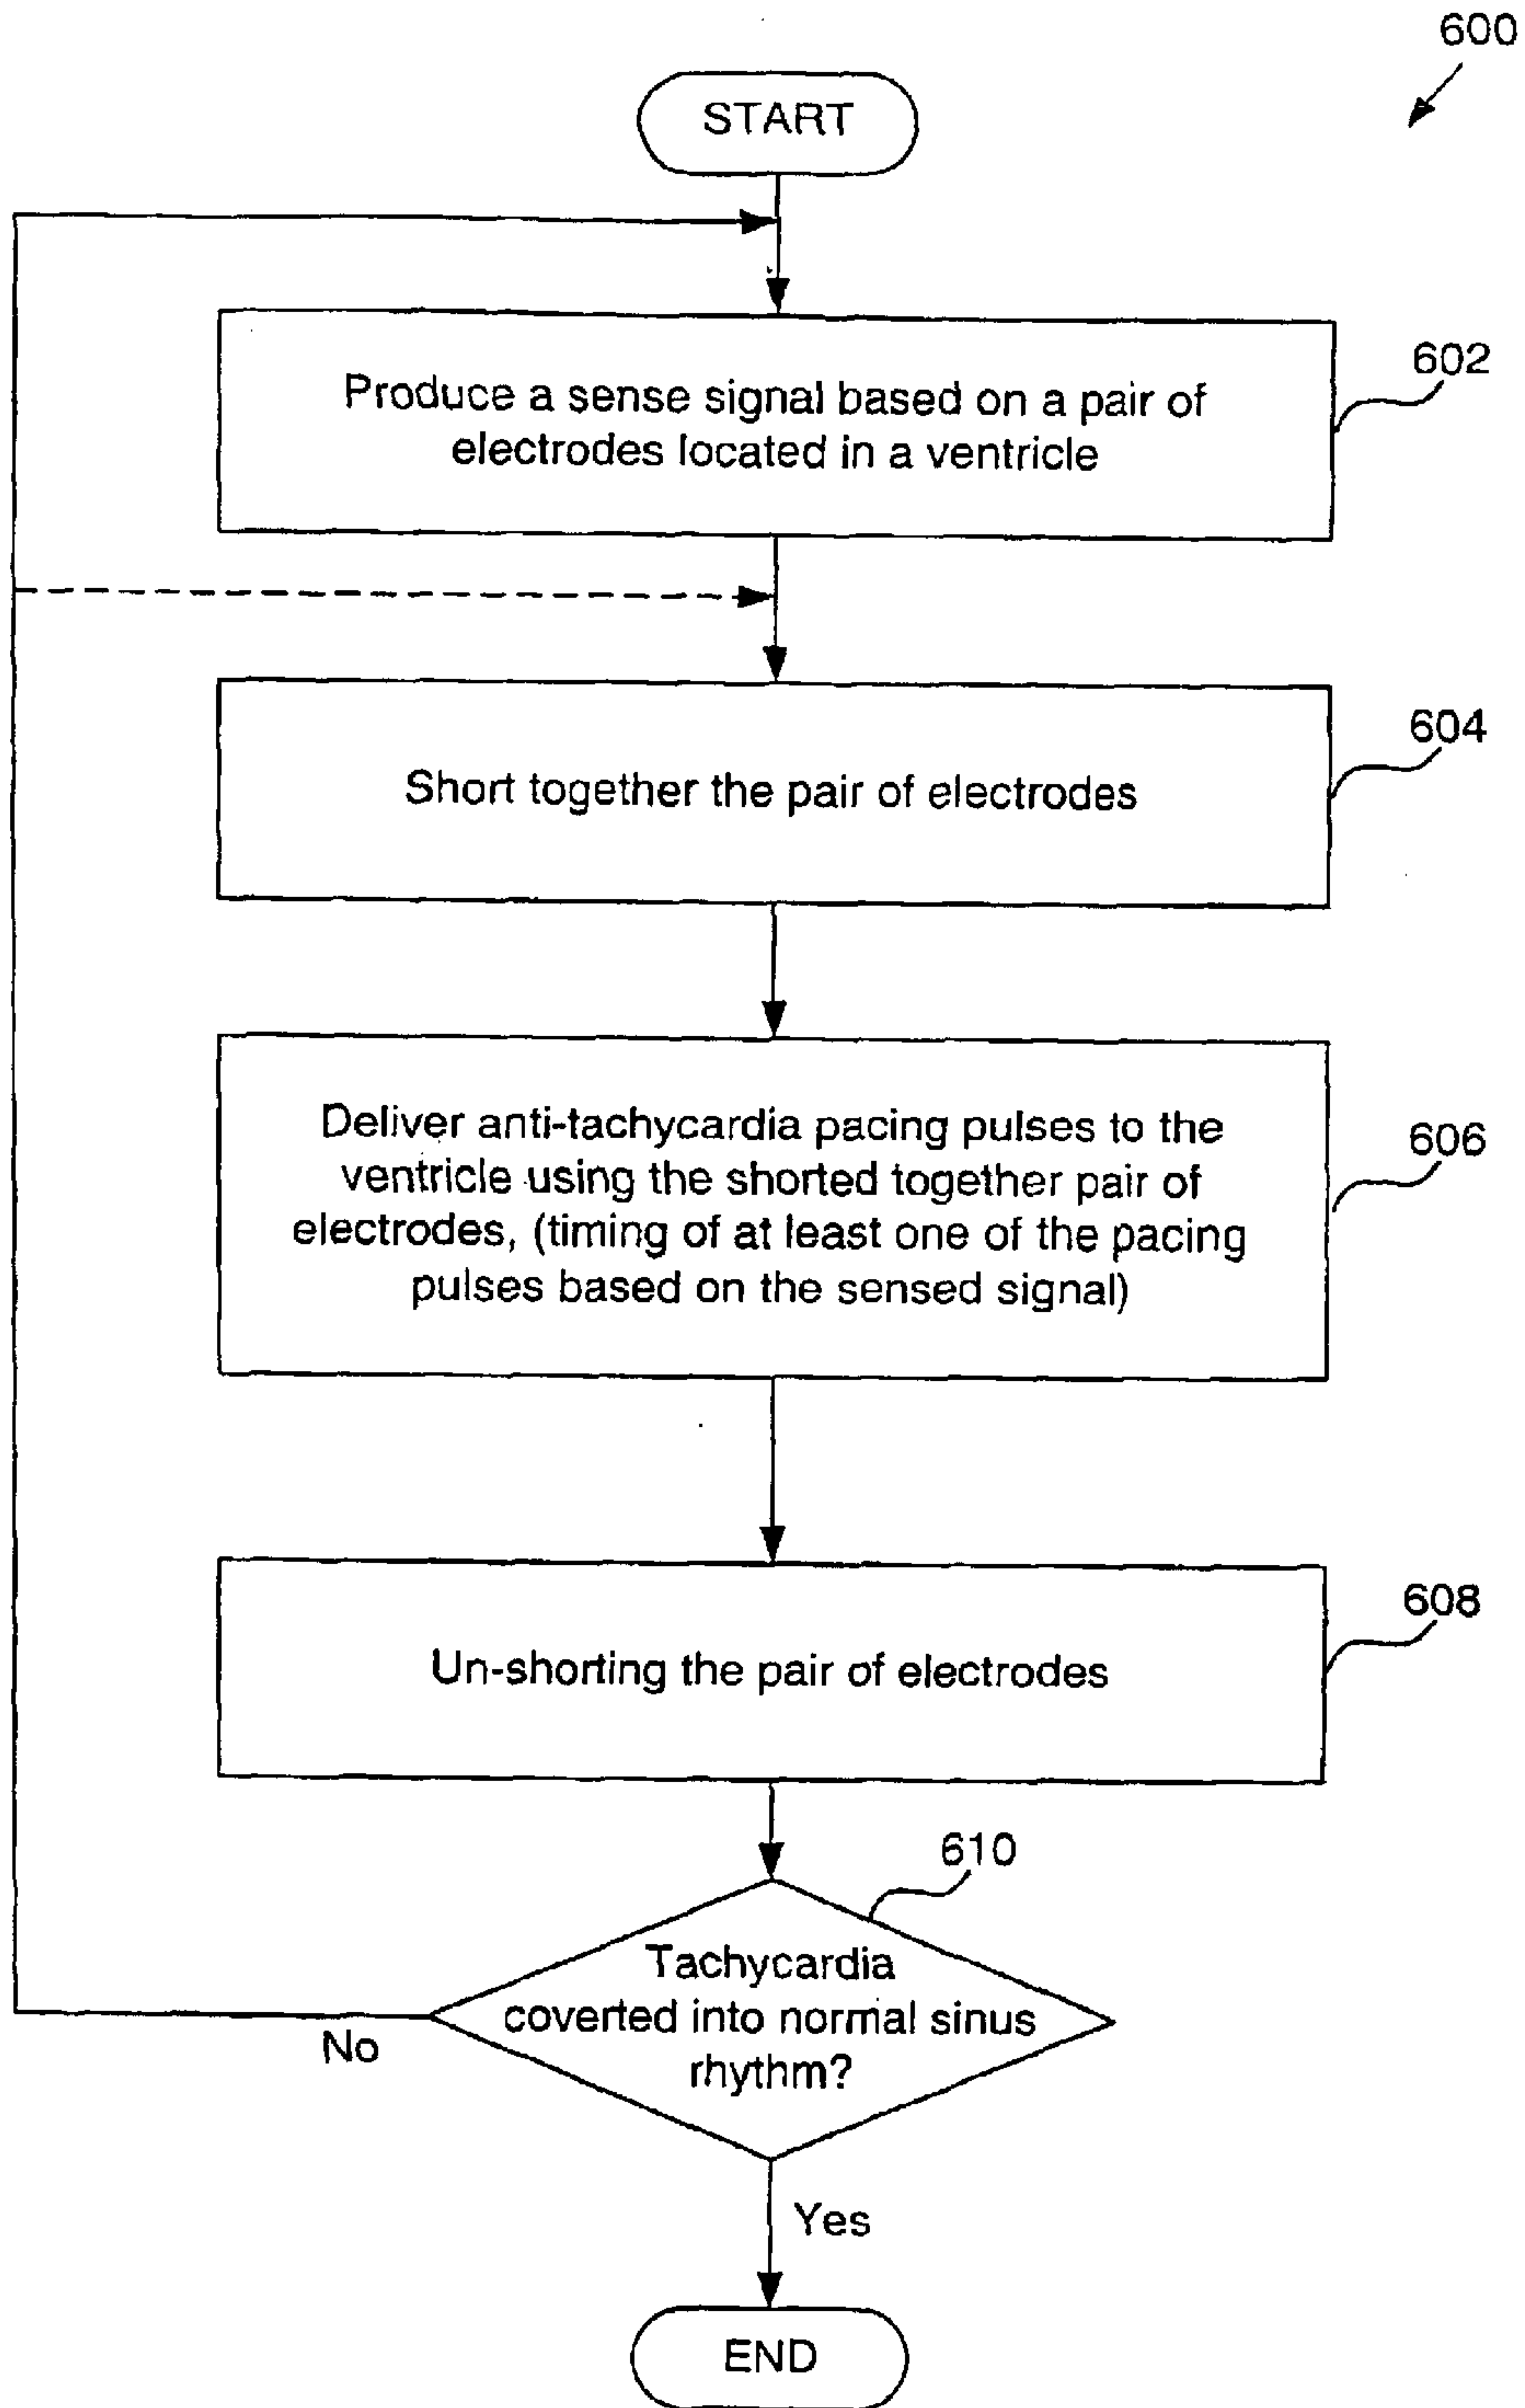 600
START
Produce a sense signal based on a pair of
electrodes located in a ventricle
602
Short together the pair of electrodes
604
Deliver anti-tachycardia pacing pulses to the
ventricle using the shorted together pair of
electrodes, (timing of at least one of the pacing
pulses based on the sensed signal)
606
Un-shorting the pair of electrodes
608
610
Tachycardia
coverted into normal sinus
rhythm?
No
Yes
END